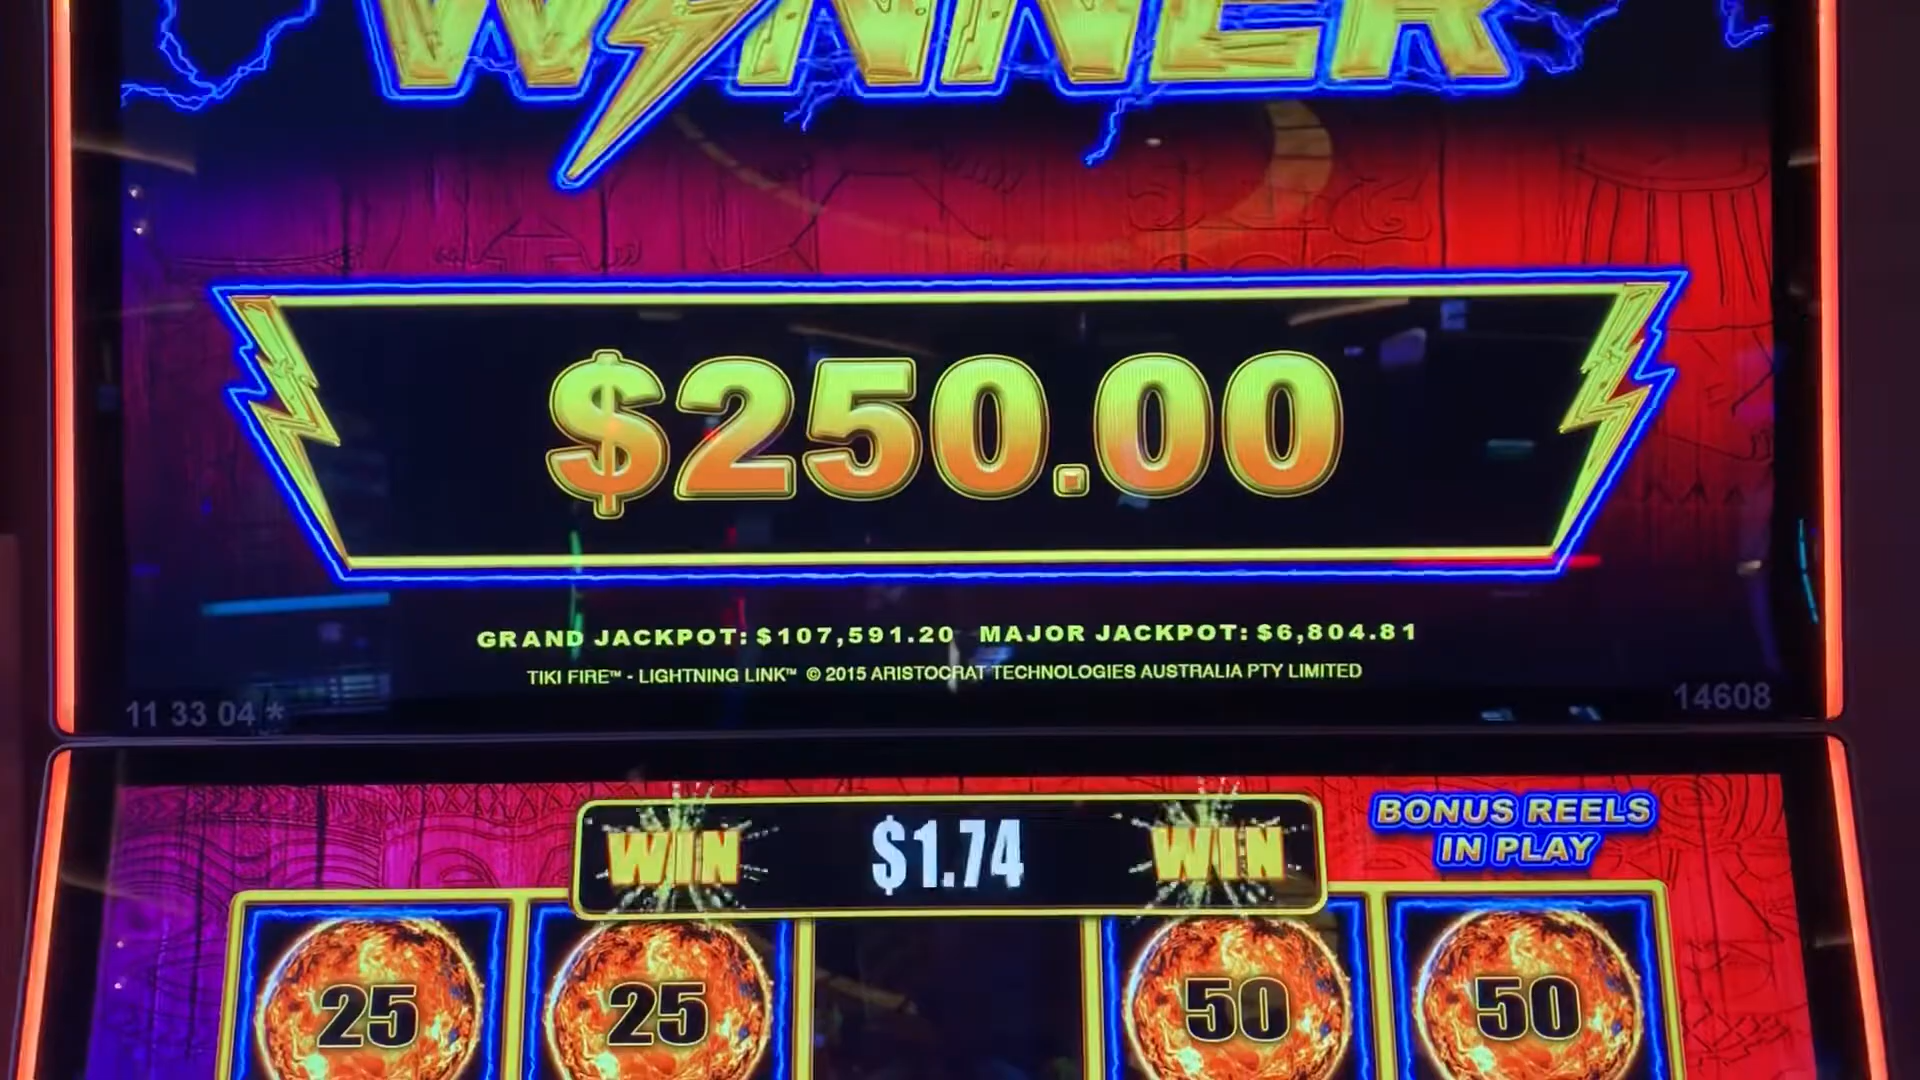 WINNER
$250.00
GRAND JACKPOT: $107,591.20 MAJOR JACKPOT: $6,804.81
TIKI FIRE™ - LIGHTNING LINK™ © 2015 ARISTOCRAT TECHNOLOGIES AUSTRALIA PTY LIMITED
11 33 04 *
14608
WIN $1.74 WIN
BONUS REELS
IN PLAY
25 25 50 50